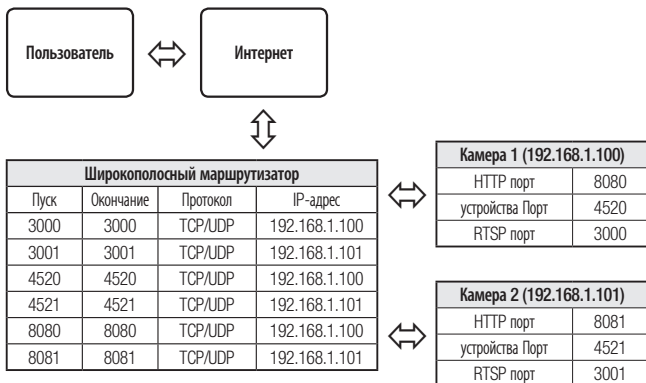 Пользователь
Интернет
Широкополосный маршрутизатор
Пуск Окончание Протокол IP-адрес
3000 3000 TCP/UDP 192.168.1.100
3001 3001 TCP/UDP 192.168.1.101
4520 4520 TCP/UDP 192.168.1.100
4521 4521 TCP/UDP 192.168.1.101
8080 8080 TCP/UDP 192.168.1.100
8081 8081 TCP/UDP 192.168.1.101
Камера 1 (192.168.1.100)
HTTP порт 8080
устройства Порт 4520
RTSP порт 3000
Камера 2 (192.168.1.101)
HTTP порт 8081
устройства Порт 4521
RTSP порт 3001